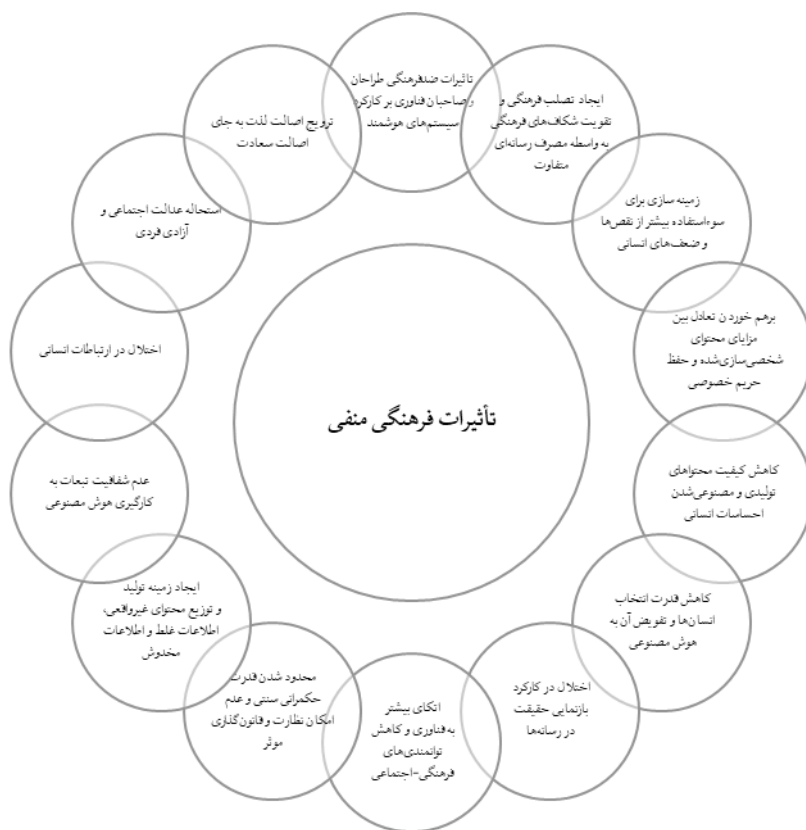 تاثیرات ضدفرهنگی طراحان
و صاحبان فناوری بر کارکرد
سیستم‌های هوشمند
ایجاد تصلب فرهنگی و
تقویت شکاف‌های فرهنگی
به واسطه مصرف رسانه‌ای
متفاوت
زمینه سازی برای
سوءاستفاده بیشتر از نقص‌ها
و ضعف‌های انسانی
برهم خوردن تعادل بین
مزایای محتوای
شخصی‌سازی‌شده و حفظ
حریم خصوصی
کاهش کیفیت محتواهای
تولیدی و مصنوعی‌شدن
احساسات انسانی
کاهش قدرت انتخاب
انسان‌ها و تفویض آن به
هوش مصنوعی
اختلال در کارکرد
بازنمایی حقیقت
در رسانه‌ها
اتکای بیشتر
به فناوری و کاهش
توانمندی‌های
فرهنگی-اجتماعی
محدود شدن قدرت
حکمرانی سنتی و عدم
امکان نظارت و قانون‌گذاری
موثر
ایجاد زمینه تولید
و توزیع محتوای غیرواقعی،
اطلاعات غلط و اطلاعات
مخدوش
عدم شفافیت تبعات به
کارگیری هوش مصنوعی
اختلال در ارتباطات انسانی
استحاله عدالت اجتماعی و
آزادی فردی
ترویج اصالت لذت به جای
اصالت سعادت
تأثیرات فرهنگی منفی